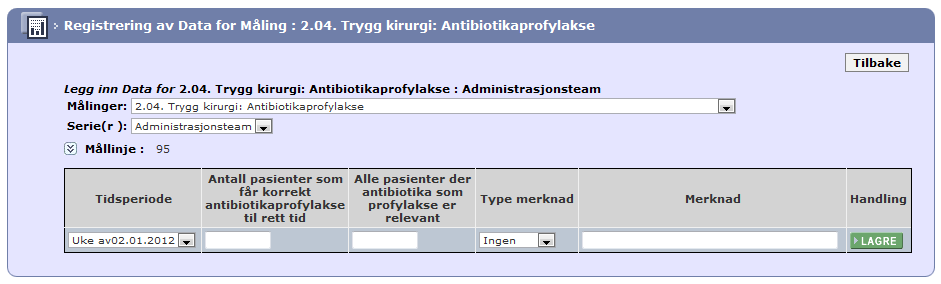 Registrering av Data for Måling : 2.04. Trygg kirurgi: Antibiotikaprofylakse
Tilbake
Legg inn Data for 2.04. Trygg kirurgi: Antibiotikaprofylakse : Administrasjonsteam
Målinger: 2.04. Trygg kirurgi: Antibiotikaprofylakse
Serie(r ): Administrasjonsteam
Mållinje : 95
Tidsperiode
Antall pasienter som
får korrekt
antibiotikaprofylakse
til rett tid
Alle pasienter der
antibiotika som
profylakse er
relevant
Type merknad
Merknad
Handling
Uke av02.01.2012
Ingen
LAGRE